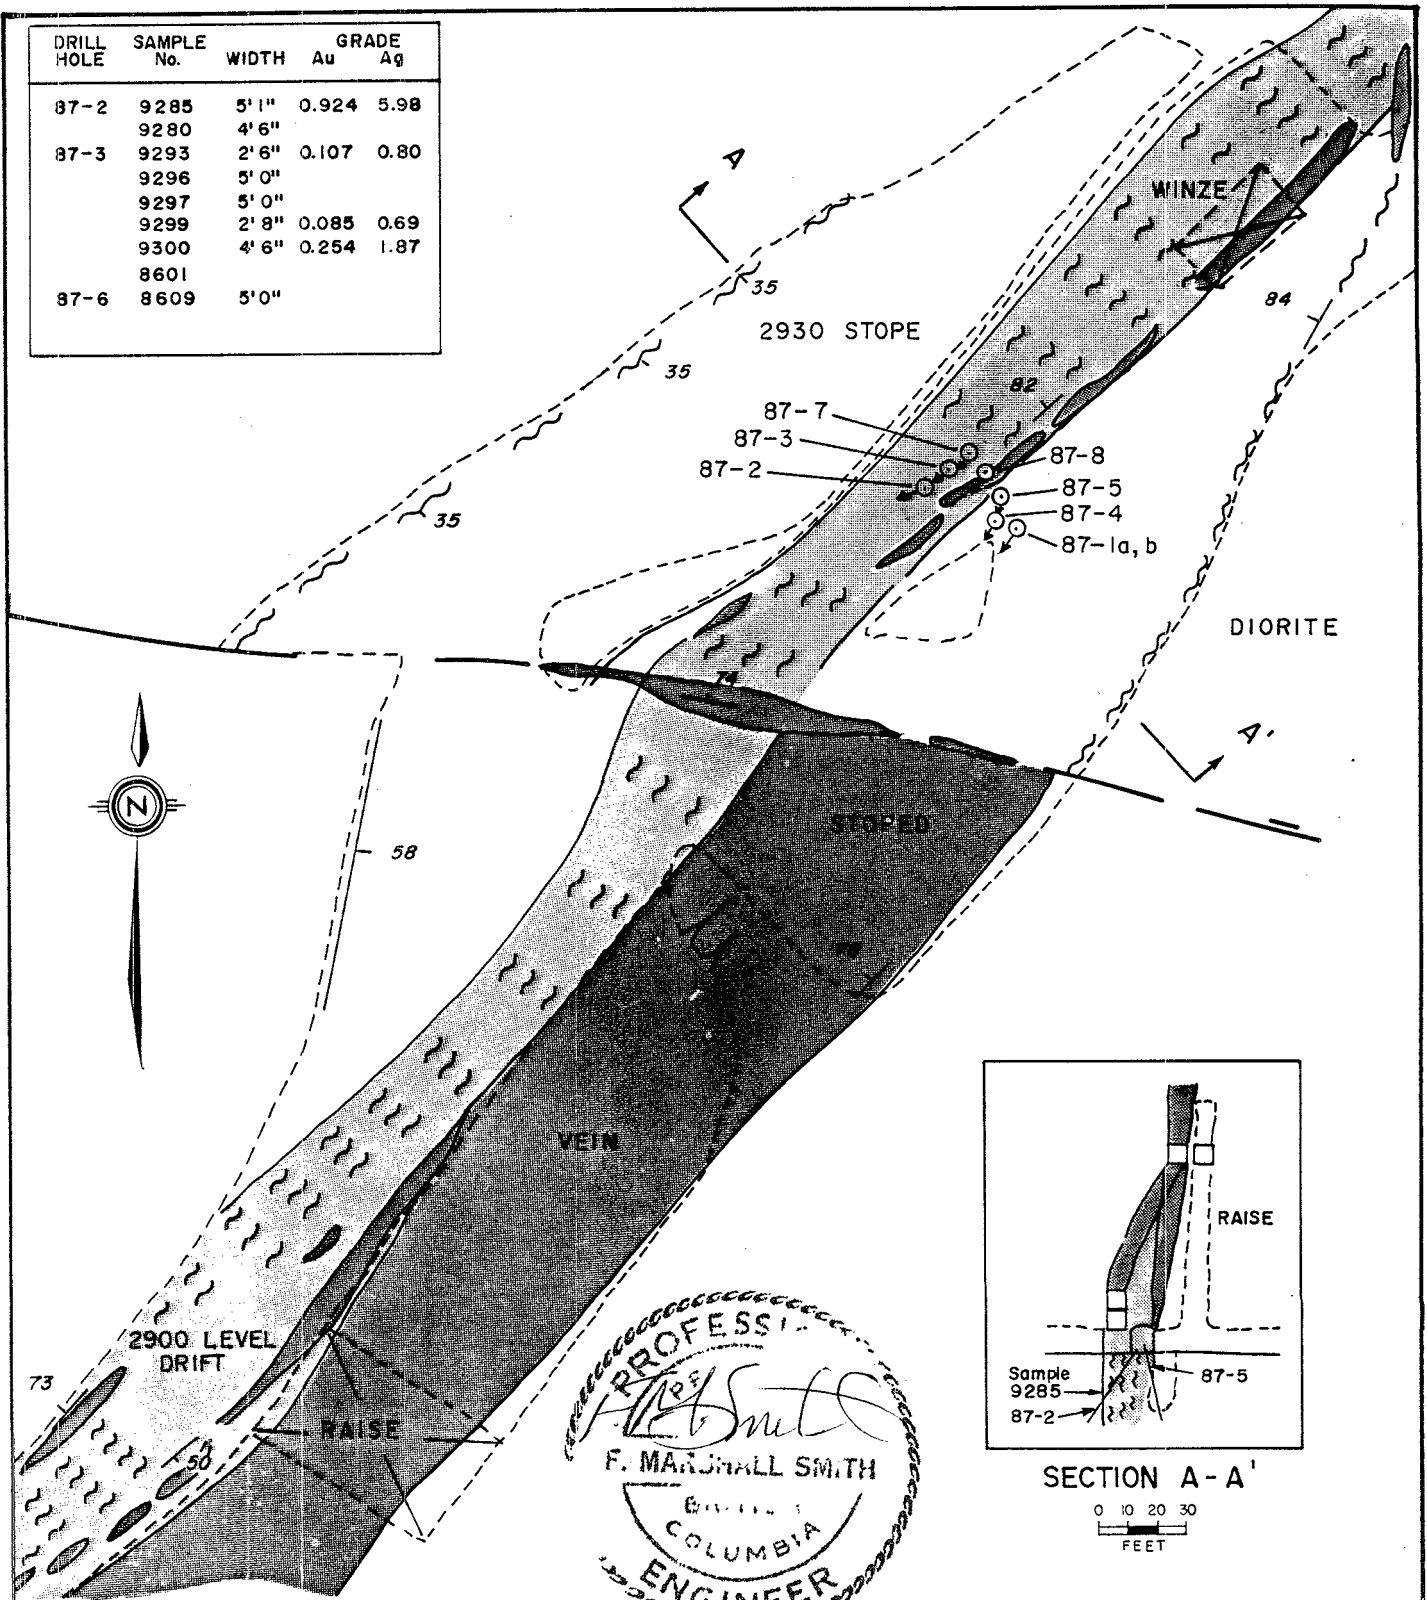 DRILL HOLE SAMPLE No. WIDTH GRADE Au Ag
87-2 9285 5'1" 0.924 5.98
9280 4'6"
87-3 9293 2'6" 0.107 0.80
9296 5'0"
9297 5'0"
9299 2'8" 0.085 0.69
9300 4'6" 0.254 1.87
8601
87-6 8609 5'0"
A
WINZE
35
84
2930 STOPE
35
82
87-7
87-3
87-2
87-8
87-5
87-4
87-1a, b
35
DIORITE
74
A'
N
STOPED
58
78
VEIN
RAISE
2900 LEVEL
DRIFT
73
Sample
9285
87-2
87-5
RAISE
50
PROFESSI
F. MARSHALL SMITH
COLUMBIA
ENGINEER
SECTION A-A'
0 10 20 30
FEET